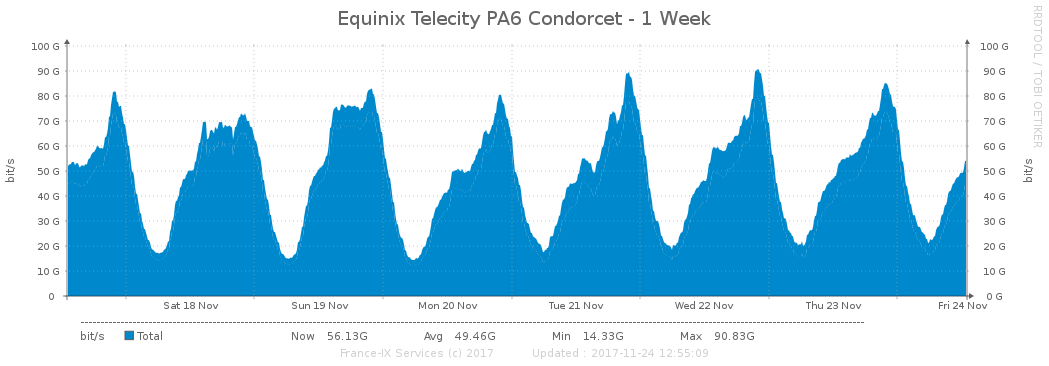 Equinix Telecity PA6 Condorcet - 1 Week
RRDTOOL / TOBI OETIKER
bit/s
100 G 100 G
90 G 90 G
80 G 80 G
70 G 70 G
60 G 60 G
50 G 50 G
40 G 40 G
30 G 30 G
20 G 20 G
10 G 10 G
0 0 G
bit/s
Sat 18 Nov Sun 19 Nov Mon 20 Nov Tue 21 Nov Wed 22 Nov Thu 23 Nov Fri 24 Nov
bit/s Total Now 56.13G Avg 49.46G Min 14.33G Max 90.83G
France-IX Services (c) 2017 Updated : 2017-11-24 12:55:09